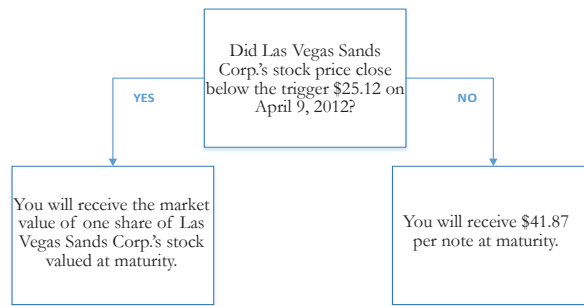 Did Las Vegas Sands
Corp.'s stock price close
below the trigger $25.12 on
April 9, 2012?
YES
NO
You will receive the market
value of one share of Las
Vegas Sands Corp.'s stock
valued at maturity.
You will receive $41.87
per note at maturity.